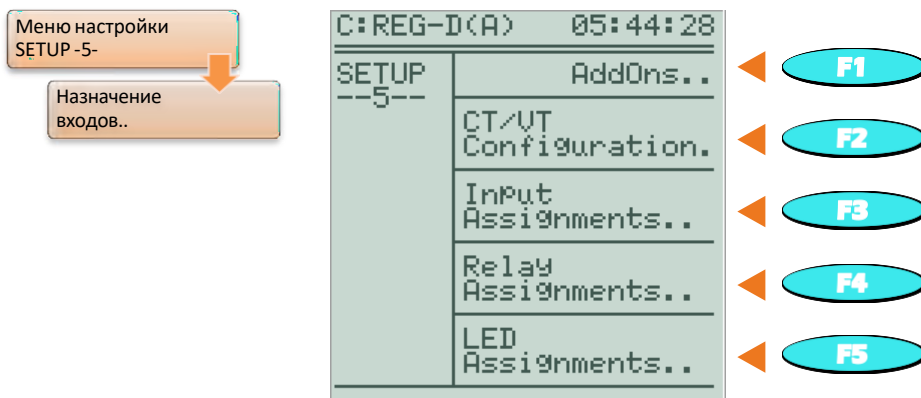 Меню настройки
SETUP -5-
Назначение
входов..
C:REG-D(A) 05:44:28
SETUP
--5--
AddOns..
F1
CT/VT
Configuration.
F2
Input
Assignments..
F3
Relay
Assignments..
F4
LED
Assignments..
F5